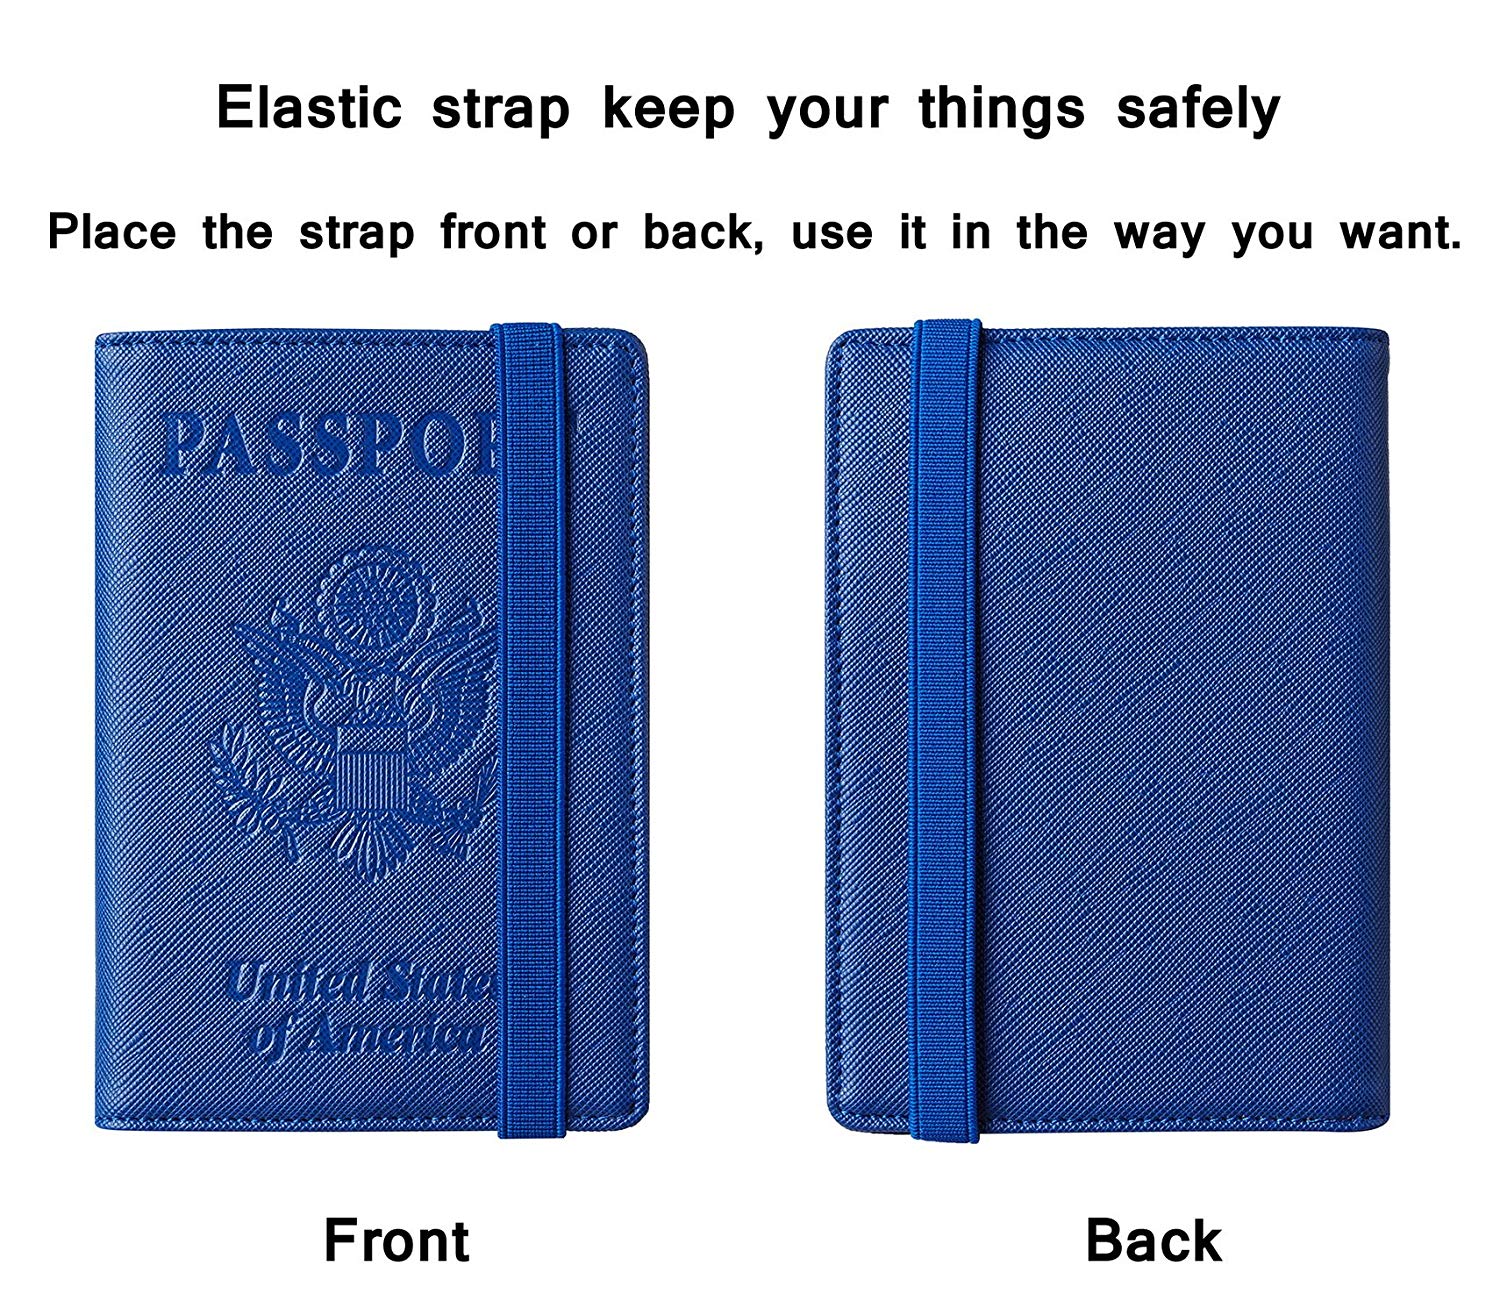 Elastic strap keep your things safely
Place the strap front or back, use it in the way you want.
PASSPOR
United States
of America
Front
Back